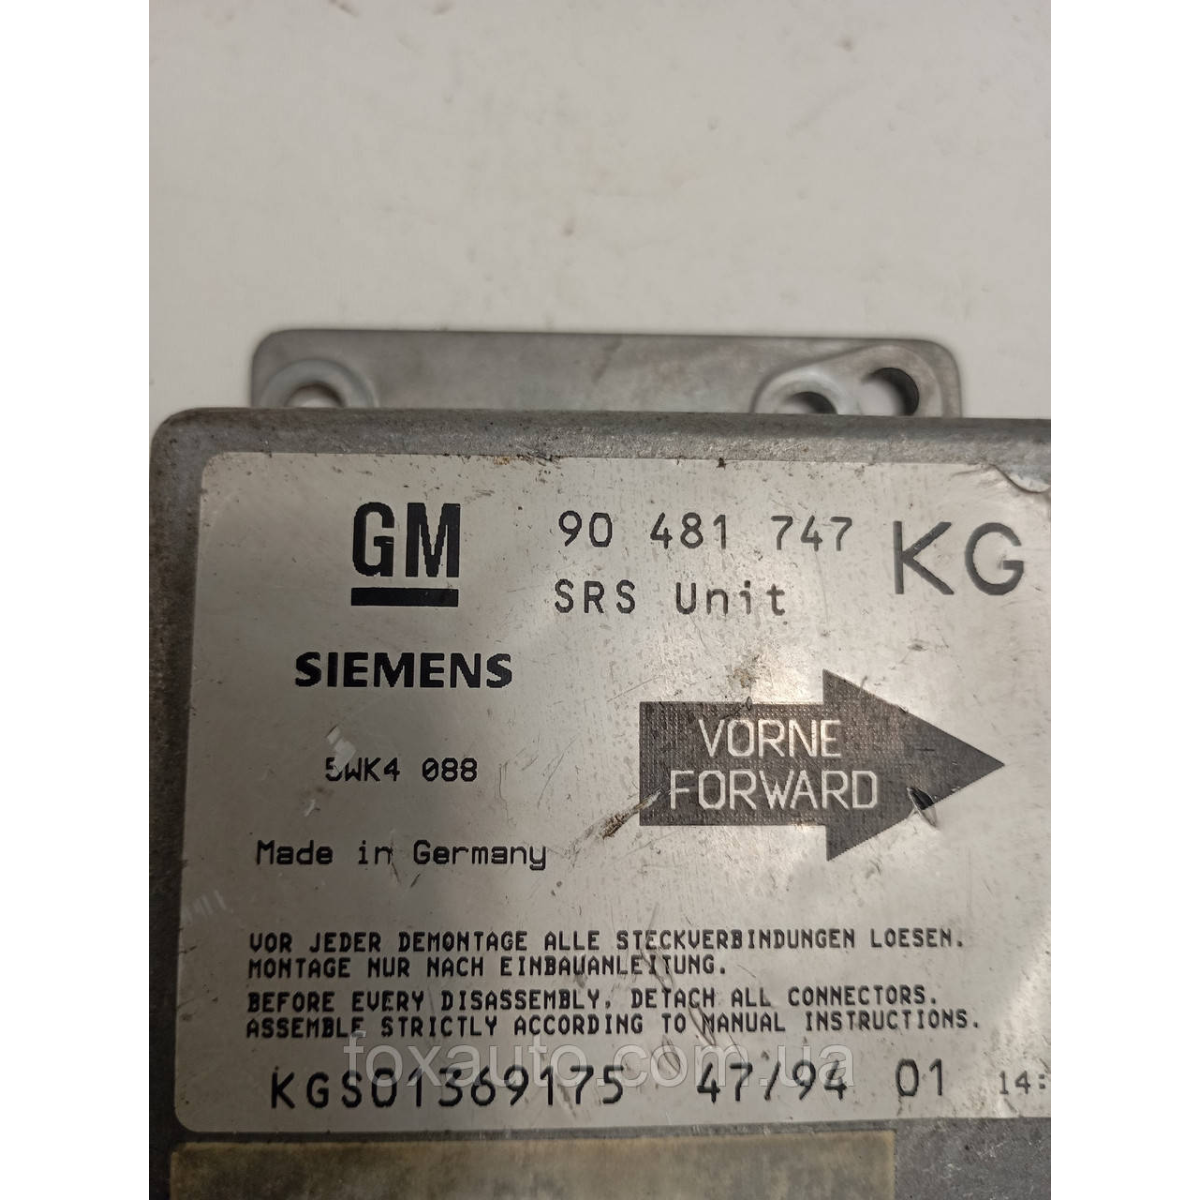 GM 90 481 747 KG
SRS Unit
SIEMENS
VORNE
FORWARD
5WK4 088
Made in Germany
VOR JEDER DEMONTAGE ALLE STECKVERBINDUNGEN LOESEN.
MONTAGE NUR NACH EINBAUANLEITUNG.
BEFORE EVERY DISASSEMBLY, DETACH ALL CONNECTORS.
ASSEMBLE STRICTLY ACCORDING TO MANUAL INSTRUCTIONS.
foxauto.com.ua
KGS01369175 47/94 01 14: